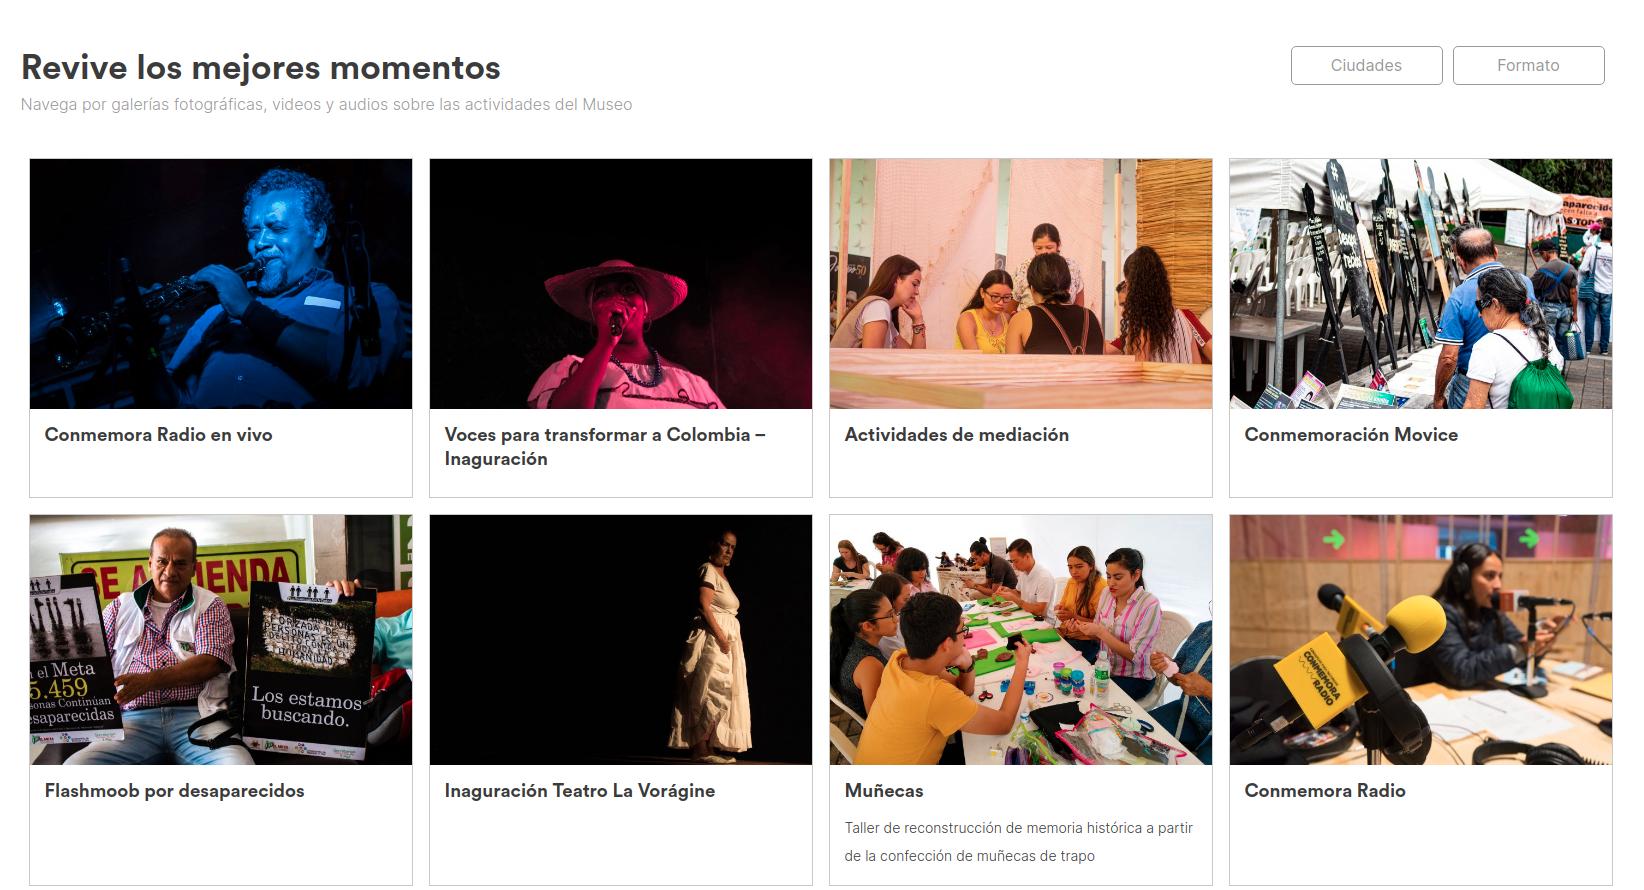 Revive los mejores momentos
Navega por galerías fotográficas, videos y audios sobre las actividades del Museo
Ciudades
Formato
Conmemora Radio en vivo
Voces para transformar a Colombia –
Inaguración
Actividades de mediación
Conmemoración Movice
SE A IENDA
el Meta
5.459
Continúan
Los estamos
buscando.
CONMEMORA
RADIO
Flashmoob por desaparecidos
Inaguración Teatro La Vorágine
Muñecas
Taller de reconstrucción de memoria histórica a partir
de la confección de muñecas de trapo
Conmemora Radio